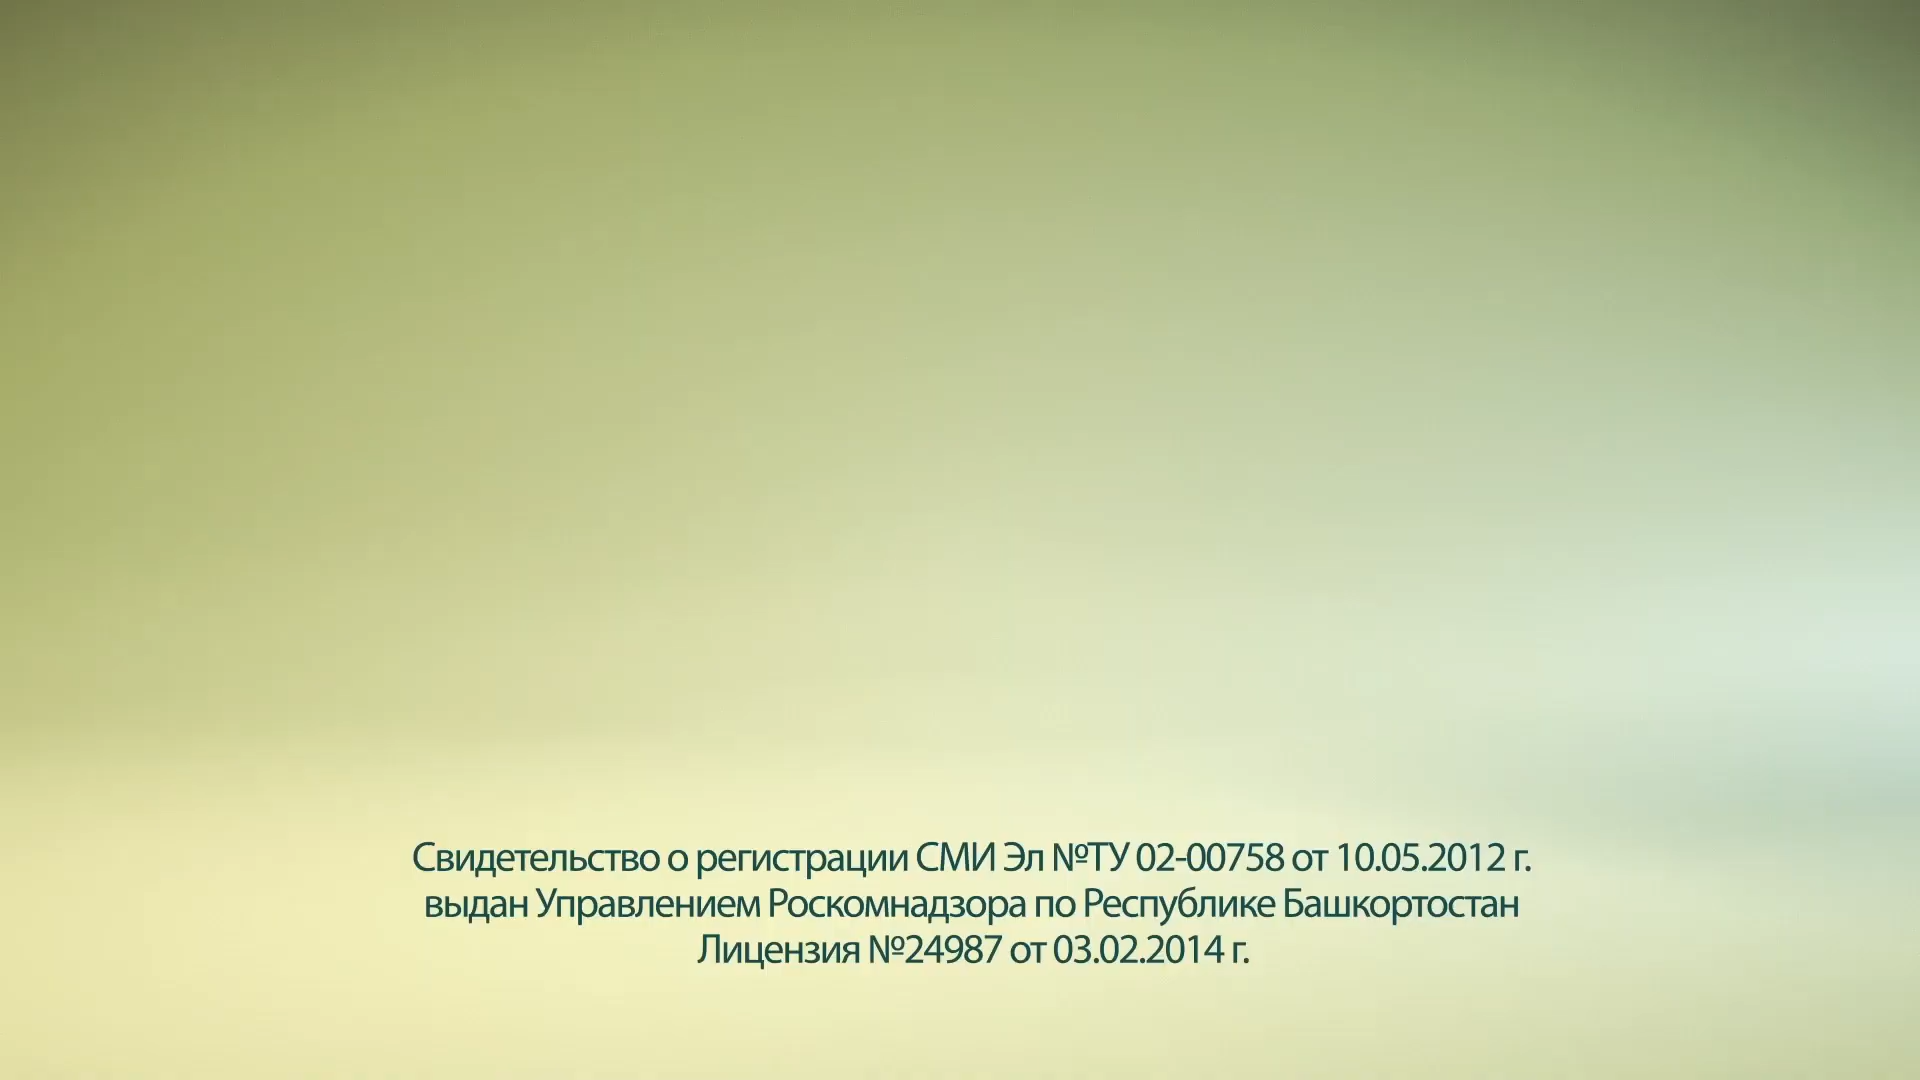 Свидетельство о регистрации СМИ Эл №ТУ 02-00758 от 10.05.2012 г.
выдан Управлением Роскомнадзора по Республике Башкортостан
Лицензия №24987 от 03.02.2014 г.